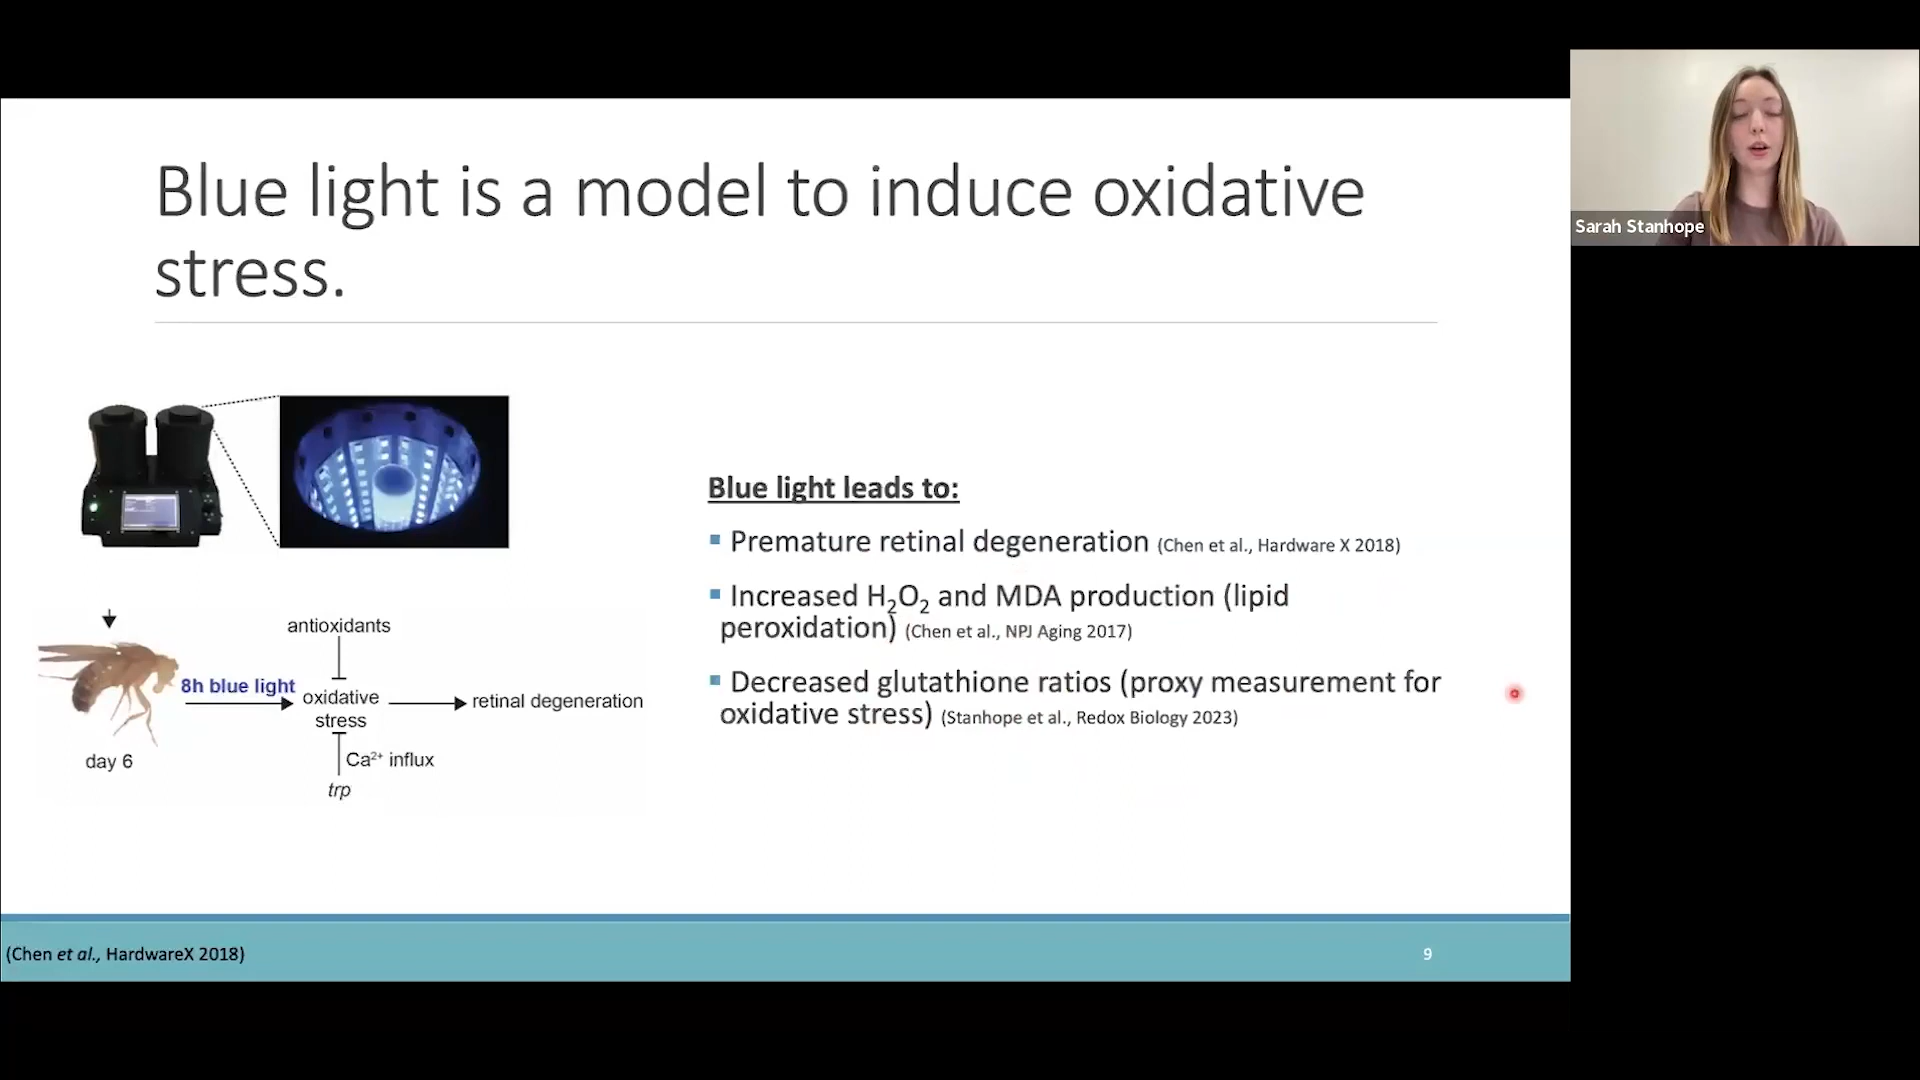 Blue light is a model to induce oxidative
stress.
Sarah Stanhope
Blue light leads to:
Premature retinal degeneration (Chen et al., Hardware X 2018)
Increased H₂O₂ and MDA production (lipid
peroxidation) (Chen et al., NPJ Aging 2017)
Decreased glutathione ratios (proxy measurement for
oxidative stress) (Stanhope et al., Redox Biology 2023)
antioxidants
8h blue light
oxidative
stress
retinal degeneration
Ca²⁺ influx
trp
day 6
(Chen et al., HardwareX 2018)
9